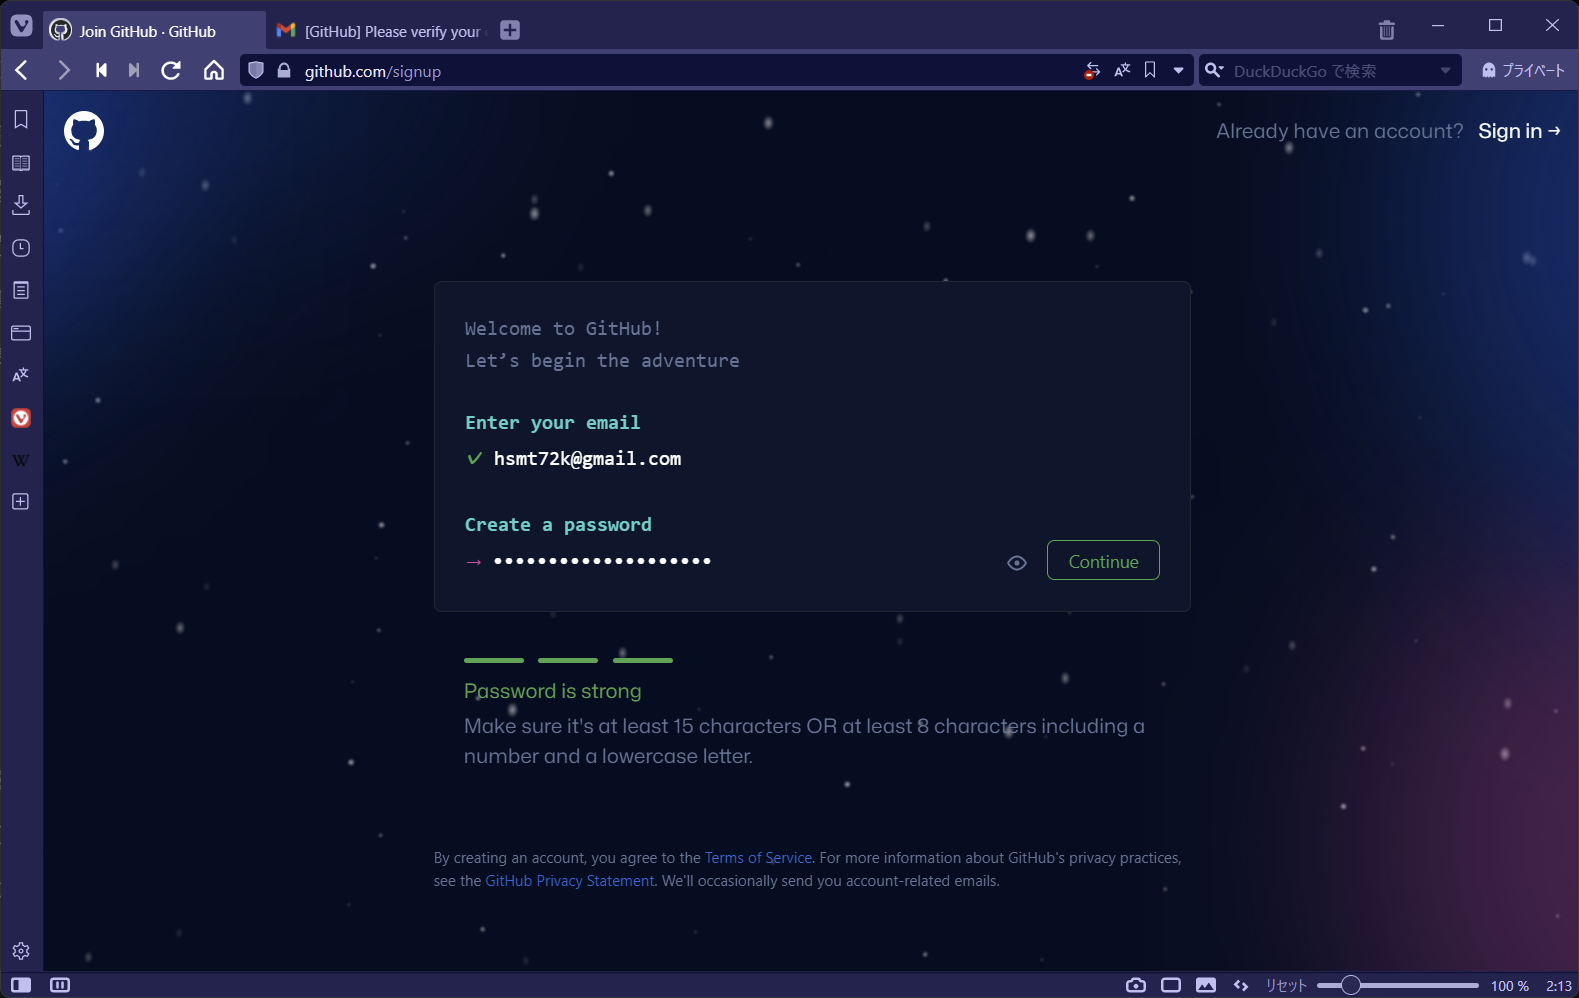 Join GitHub · GitHub
[GitHub] Please verify your
github.com/signup
DuckDuckGo で検索
プライベート
Already have an account? Sign in →
Welcome to GitHub!
Let’s begin the adventure
Enter your email
✓ hsmt72k@gmail.com
Create a password
→ ••••••••••••••••••••
Continue
Password is strong
Make sure it's at least 15 characters OR at least 8 characters including a
number and a lowercase letter.
By creating an account, you agree to the Terms of Service. For more information about GitHub's privacy practices,
see the GitHub Privacy Statement. We'll occasionally send you account-related emails.
リセット
100 %
2:13